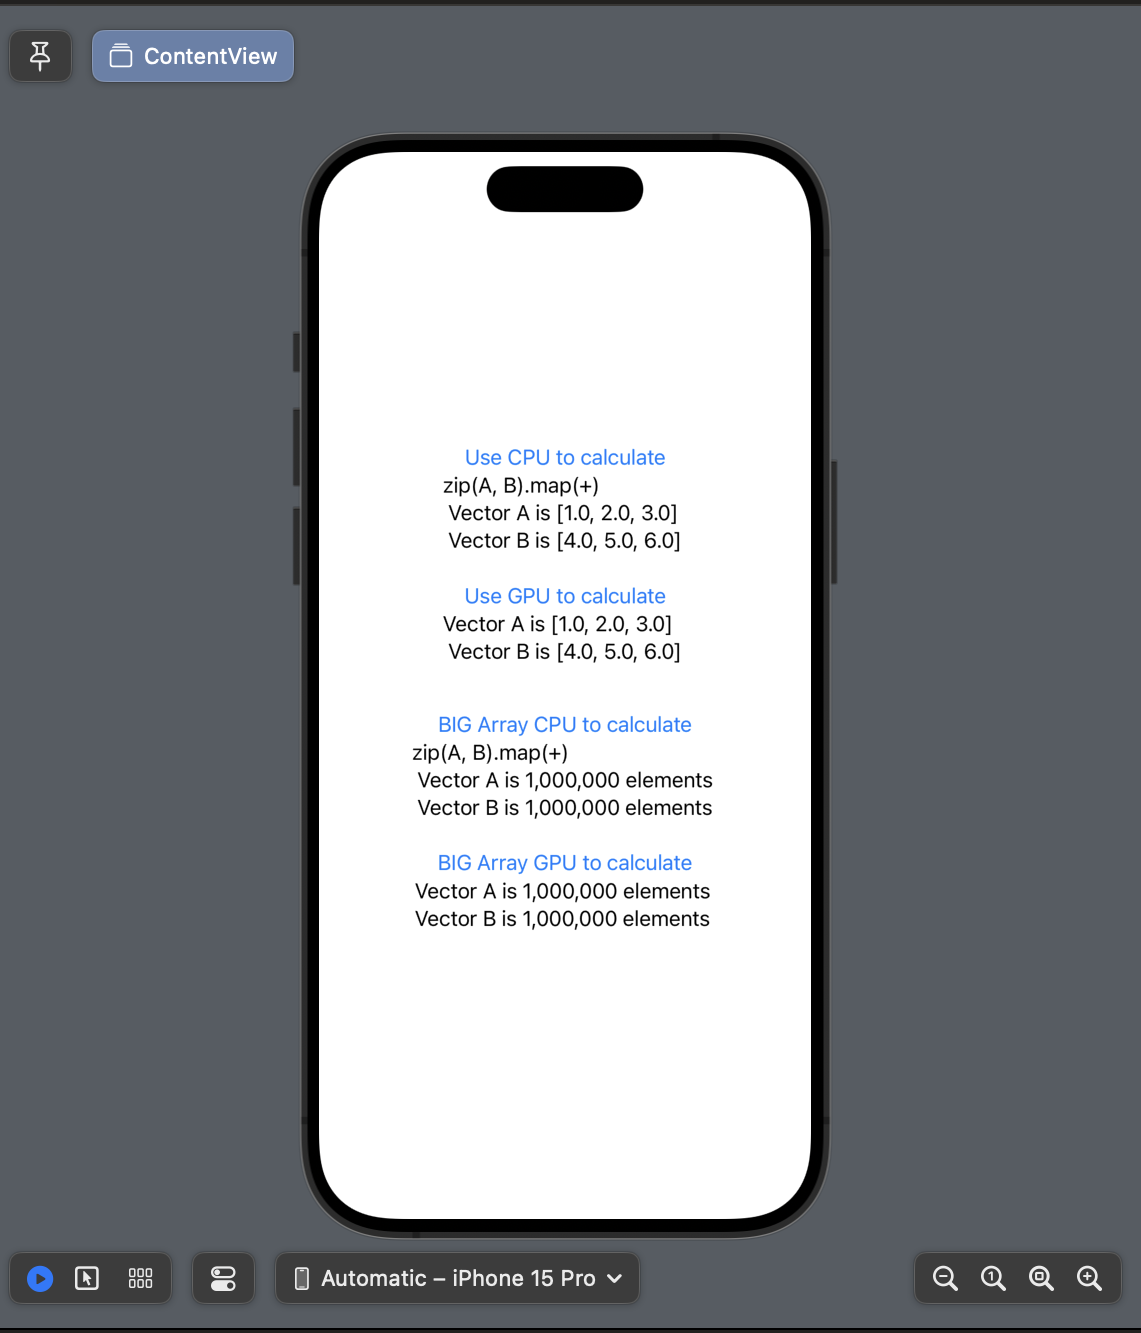 ContentView
Use CPU to calculate
zip(A, B).map(+)
Vector A is [1.0, 2.0, 3.0]
Vector B is [4.0, 5.0, 6.0]
Use GPU to calculate
Vector A is [1.0, 2.0, 3.0]
Vector B is [4.0, 5.0, 6.0]
BIG Array CPU to calculate
zip(A, B).map(+)
Vector A is 1,000,000 elements
Vector B is 1,000,000 elements
BIG Array GPU to calculate
Vector A is 1,000,000 elements
Vector B is 1,000,000 elements
Automatic – iPhone 15 Pro